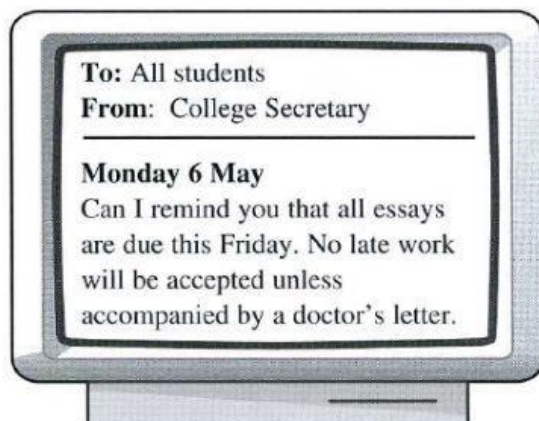 To: All students
From: College Secretary
Monday 6 May
Can I remind you that all essays
are due this Friday. No late work
will be accepted unless
accompanied by a doctor's letter.